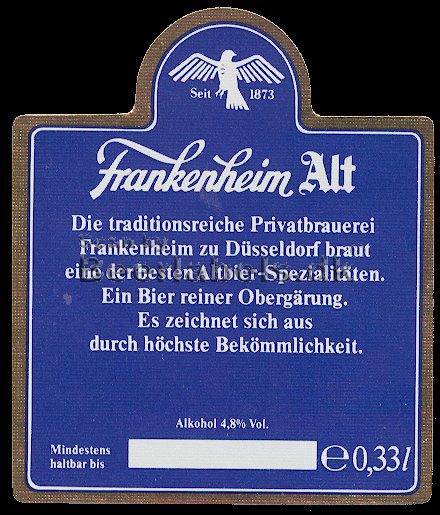 Seit 1873
Frankenheim Alt
Die traditionsreiche Privatbrauerei
Frankenheim zu Düsseldorf braut
eine der besten Altbier-Spezialitäten.
Ein Bier reiner Obergärung.
Es zeichnet sich aus
durch höchste Bekömmlichkeit.
Alkohol 4,8% Vol.
Mindestens
haltbar bis
℮ 0,33 l